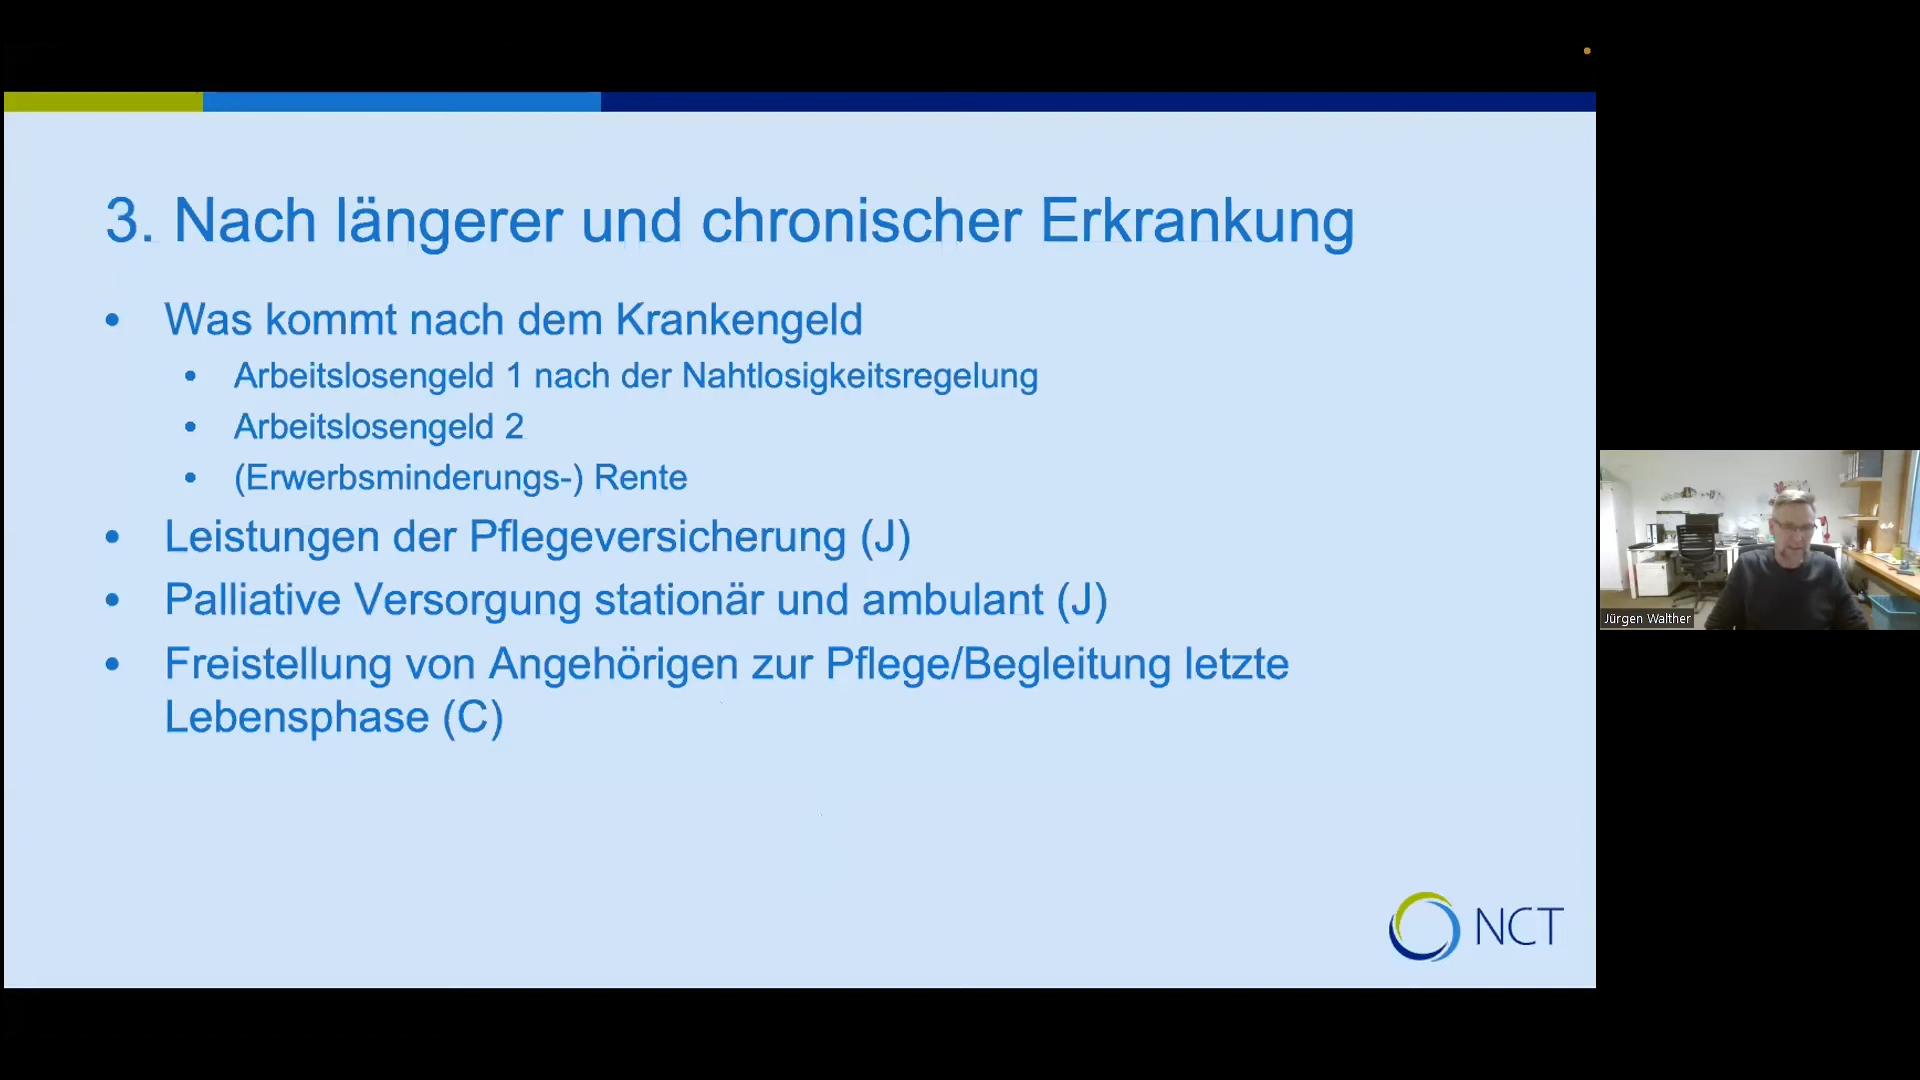 3. Nach längerer und chronischer Erkrankung
• Was kommt nach dem Krankengeld
• Arbeitslosengeld 1 nach der Nahtlosigkeitsregelung
• Arbeitslosengeld 2
• (Erwerbsminderungs-) Rente
• Leistungen der Pflegeversicherung (J)
• Palliative Versorgung stationär und ambulant (J)
• Freistellung von Angehörigen zur Pflege/Begleitung letzte
Lebensphase (C)
NCT
Jürgen Walther